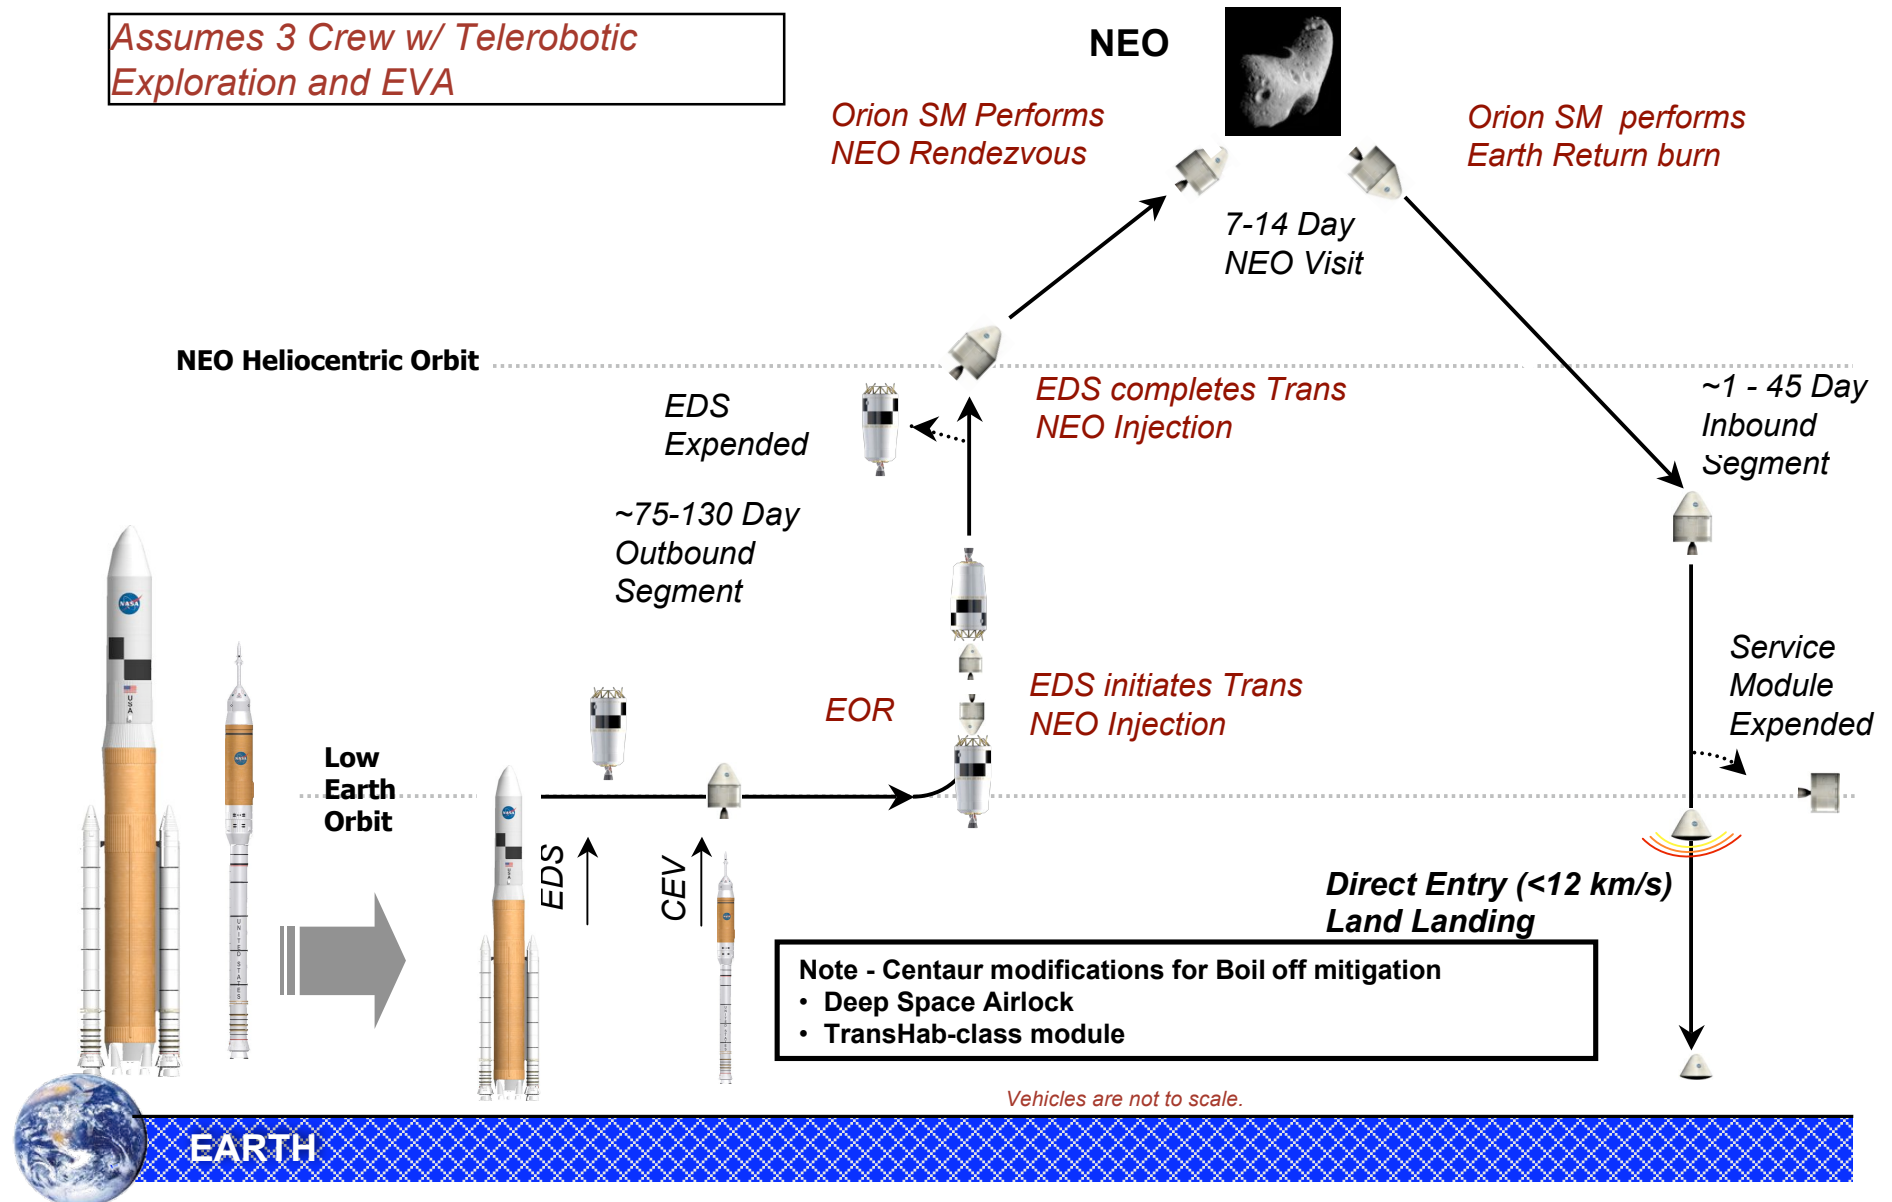 Assumes 3 Crew w/ Telerobotic
Exploration and EVA
NEO
Orion SM Performs
NEO Rendezvous
Orion SM  performs
Earth Return burn
7-14 Day
NEO Visit
NEO Heliocentric Orbit
EDS
Expended
EDS completes Trans
NEO Injection
~1 - 45 Day
Inbound
Segment
~75-130 Day
Outbound
Segment
NASA
USA
UNITED STATES
EOR
EDS initiates Trans
NEO Injection
Service
Module
Expended
Low
Earth
Orbit
EDS
CEV
Direct Entry (<12 km/s)
Land Landing
Note - Centaur modifications for Boil off mitigation
• Deep Space Airlock
• TransHab-class module
Vehicles are not to scale.
EARTH